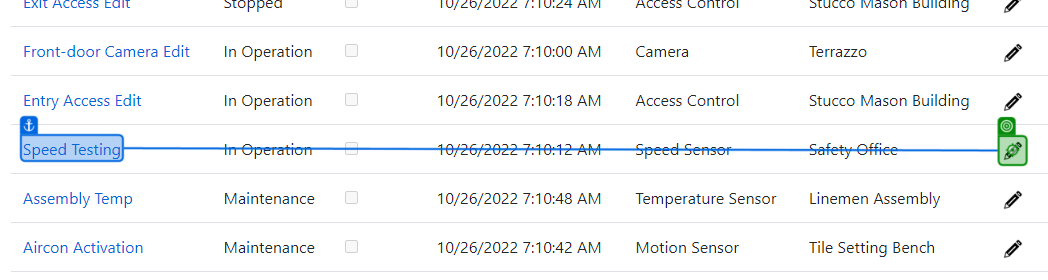 Exit Access Edit Stopped 10/26/2022 7:10:24 AM Access Control Stucco Mason Building
Front-door Camera Edit In Operation 10/26/2022 7:10:00 AM Camera Terrazzo
Entry Access Edit In Operation 10/26/2022 7:10:18 AM Access Control Stucco Mason Building
Speed Testing In Operation 10/26/2022 7:10:12 AM Speed Sensor Safety Office
Assembly Temp Maintenance 10/26/2022 7:10:48 AM Temperature Sensor Linemen Assembly
Aircon Activation Maintenance 10/26/2022 7:10:42 AM Motion Sensor Tile Setting Bench